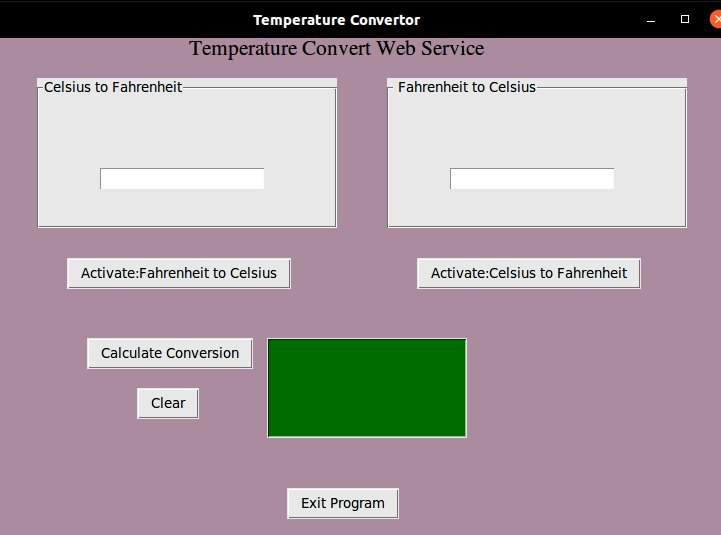 Temperature Convertor
Temperature Convert Web Service
Celsius to Fahrenheit
Fahrenheit to Celsius
Activate:Fahrenheit to Celsius
Activate:Celsius to Fahrenheit
Calculate Conversion
Clear
Exit Program